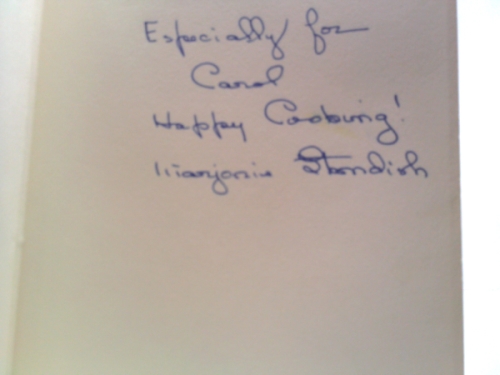 Especially for
Carol
Happy Cooking!
Marjorie Standish